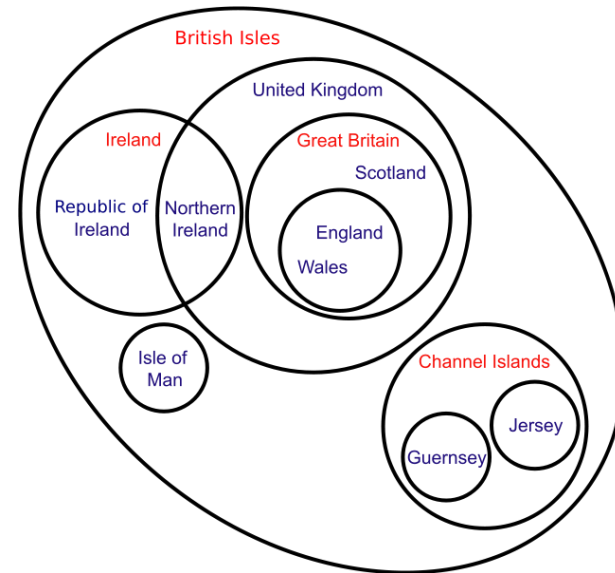 British Isles
United Kingdom
Ireland
Great Britain
Scotland
Republic of
Ireland
Northern
Ireland
England
Wales
Isle of
Man
Channel Islands
Jersey
Guernsey